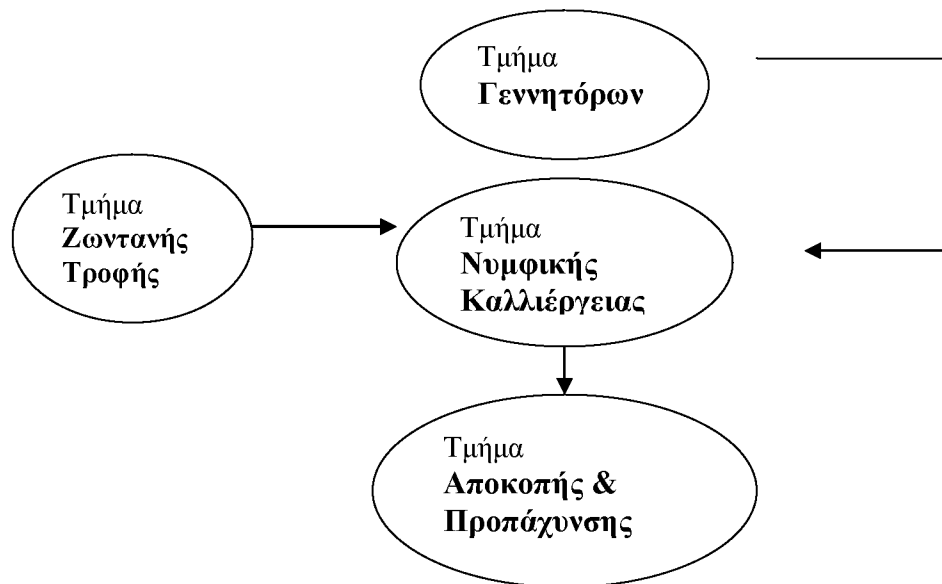 Τμήμα
Γεννητόρων
Τμήμα
Ζωντανής
Τροφής
Τμήμα
Νυμφικής
Καλλιέργειας
Τμήμα
Αποκοπής &
Προπάχυνσης